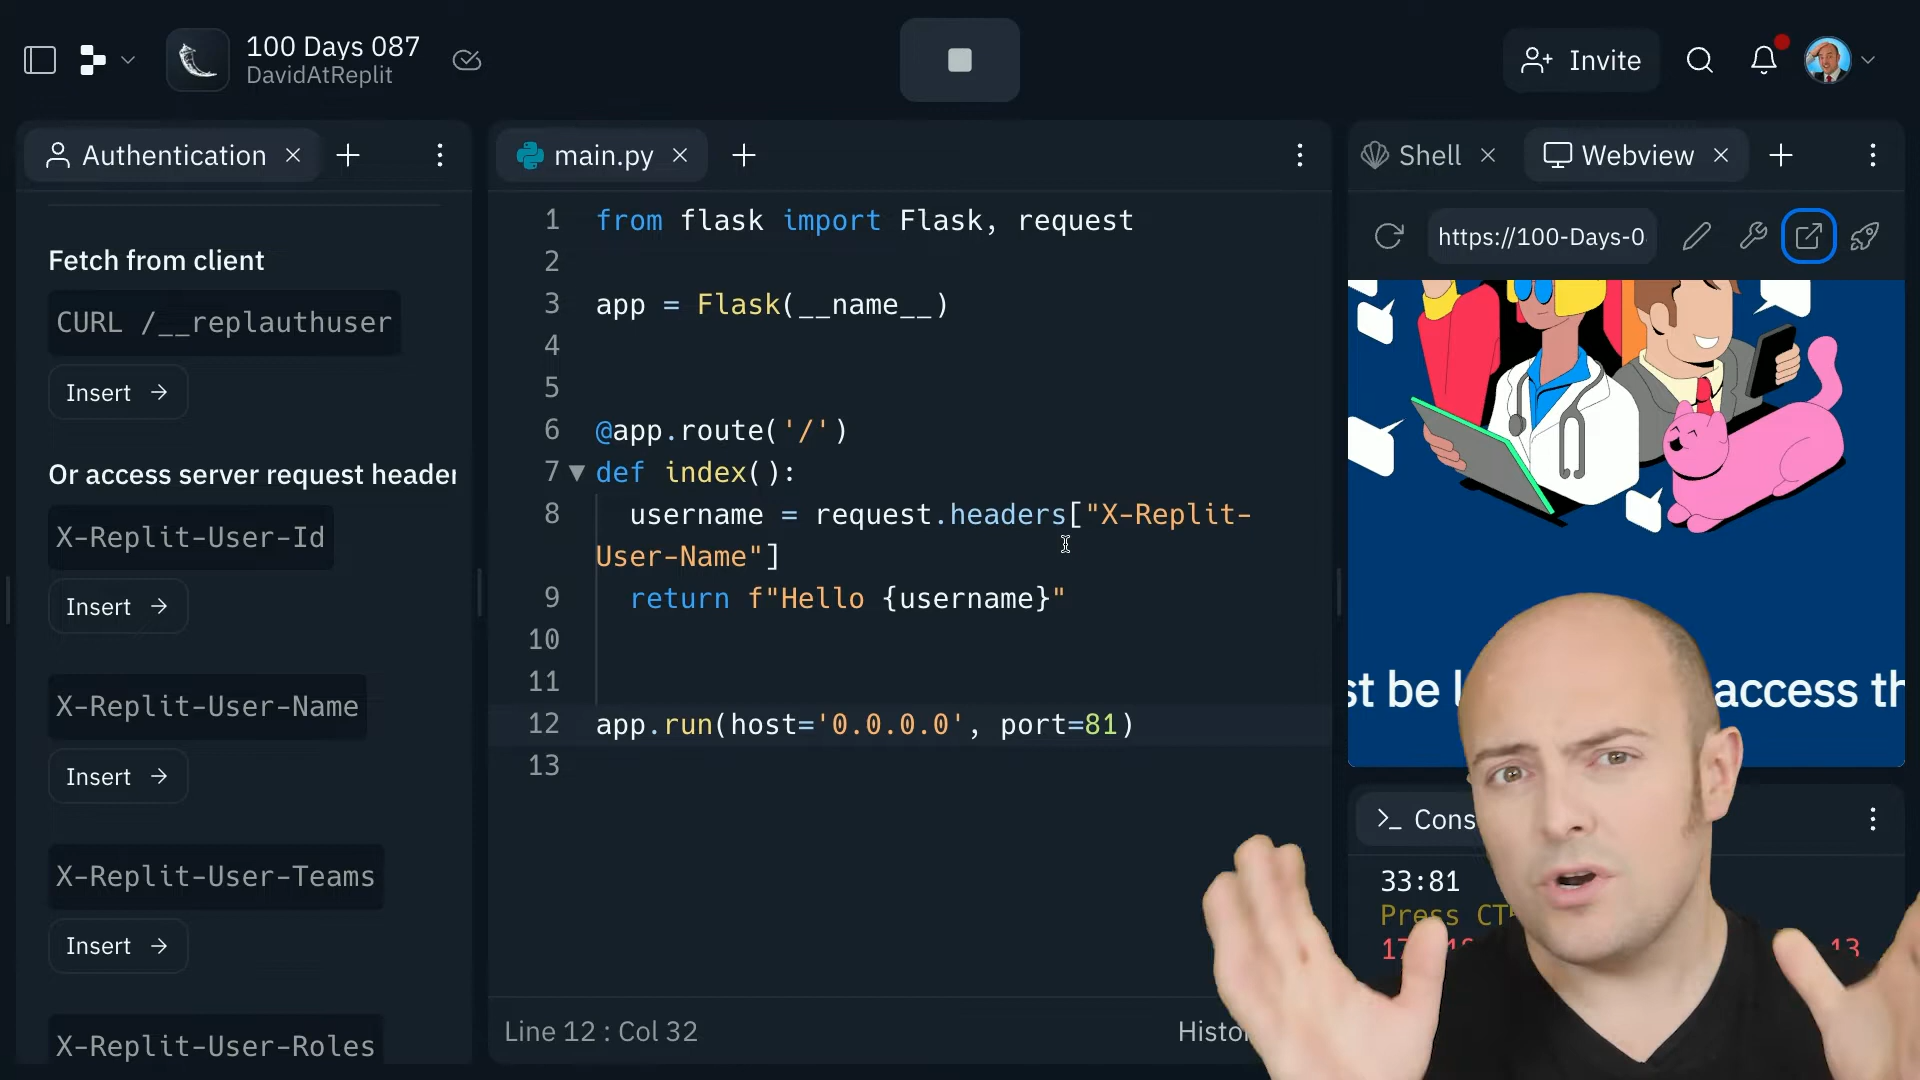 100 Days 087
DavidAtReplit
Invite
Authentication
Fetch from client
CURL /__replauthuser
Insert →
Or access server request header
X-Replit-User-Id
Insert →
X-Replit-User-Name
Insert →
X-Replit-User-Teams
Insert →
X-Replit-User-Roles
main.py
1 from flask import Flask, request
2
3 app = Flask(__name__)
4
5
6 @app.route('/')
7 def index():
8 username = request.headers["X-Replit-
User-Name"]
9 return f"Hello {username}"
10
11
12 app.run(host='0.0.0.0', port=81)
13
Line 12 : Col 32
Shell
Webview
https://100-Days-0
be
access
>_ Cons
33:81
Press